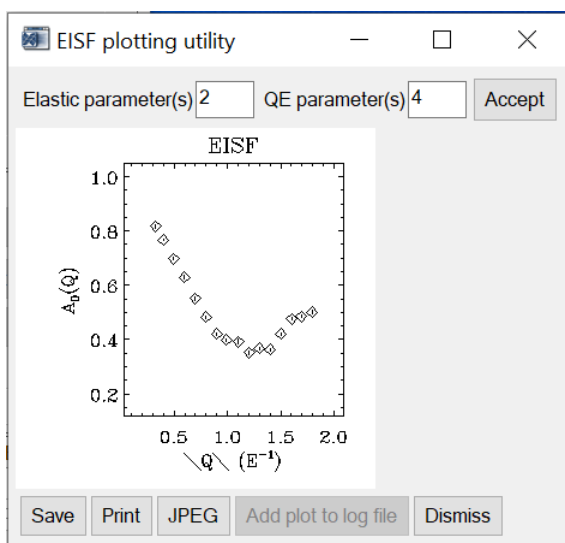 EISF plotting utility
Elastic parameter(s) 2 QE parameter(s) 4 Accept
EISF
1.0
0.8
0.6
0.4
0.2
A₀(Q)
0.5 1.0 1.5 2.0
\Q\ (E⁻¹)
Save Print JPEG Add plot to log file Dismiss